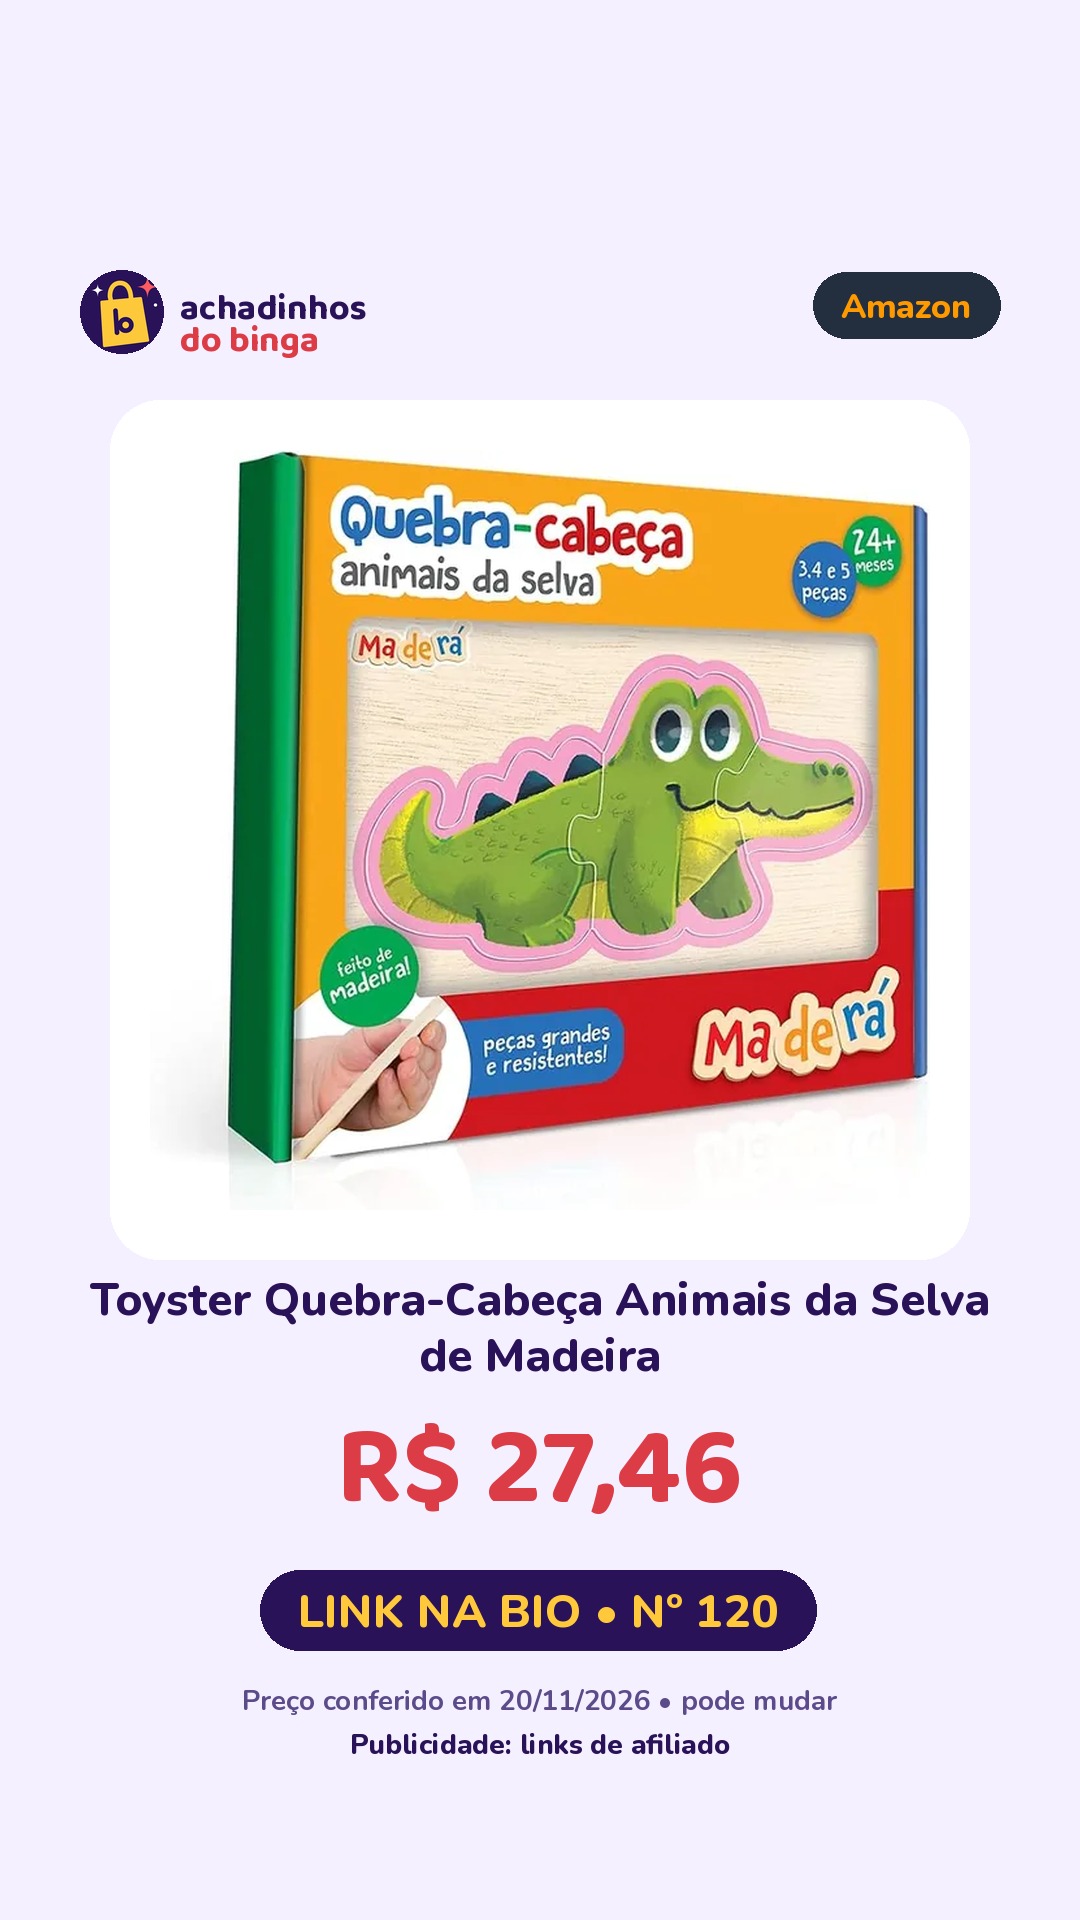 achadinhos
do binga
Amazon
Quebra-cabeça
animais da selva
24+
meses
3,4 e 5
peças
Maderá
feito de
madeira!
peças grandes
e resistentes!
Maderá
Toyster Quebra-Cabeça Animais da Selva
de Madeira
R$ 27,46
LINK NA BIO • Nº 120
Preço conferido em 20/11/2026 • pode mudar
Publicidade: links de afiliado